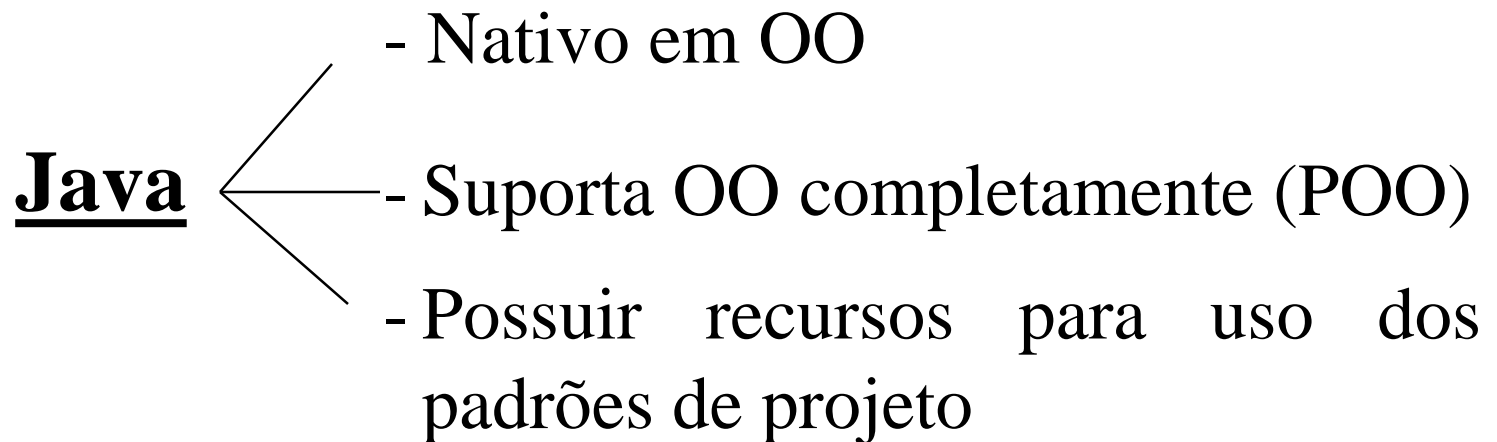 - Nativo em OO
Java
- Suporta OO completamente (POO)
- Possuir recursos para uso dos
padrões de projeto